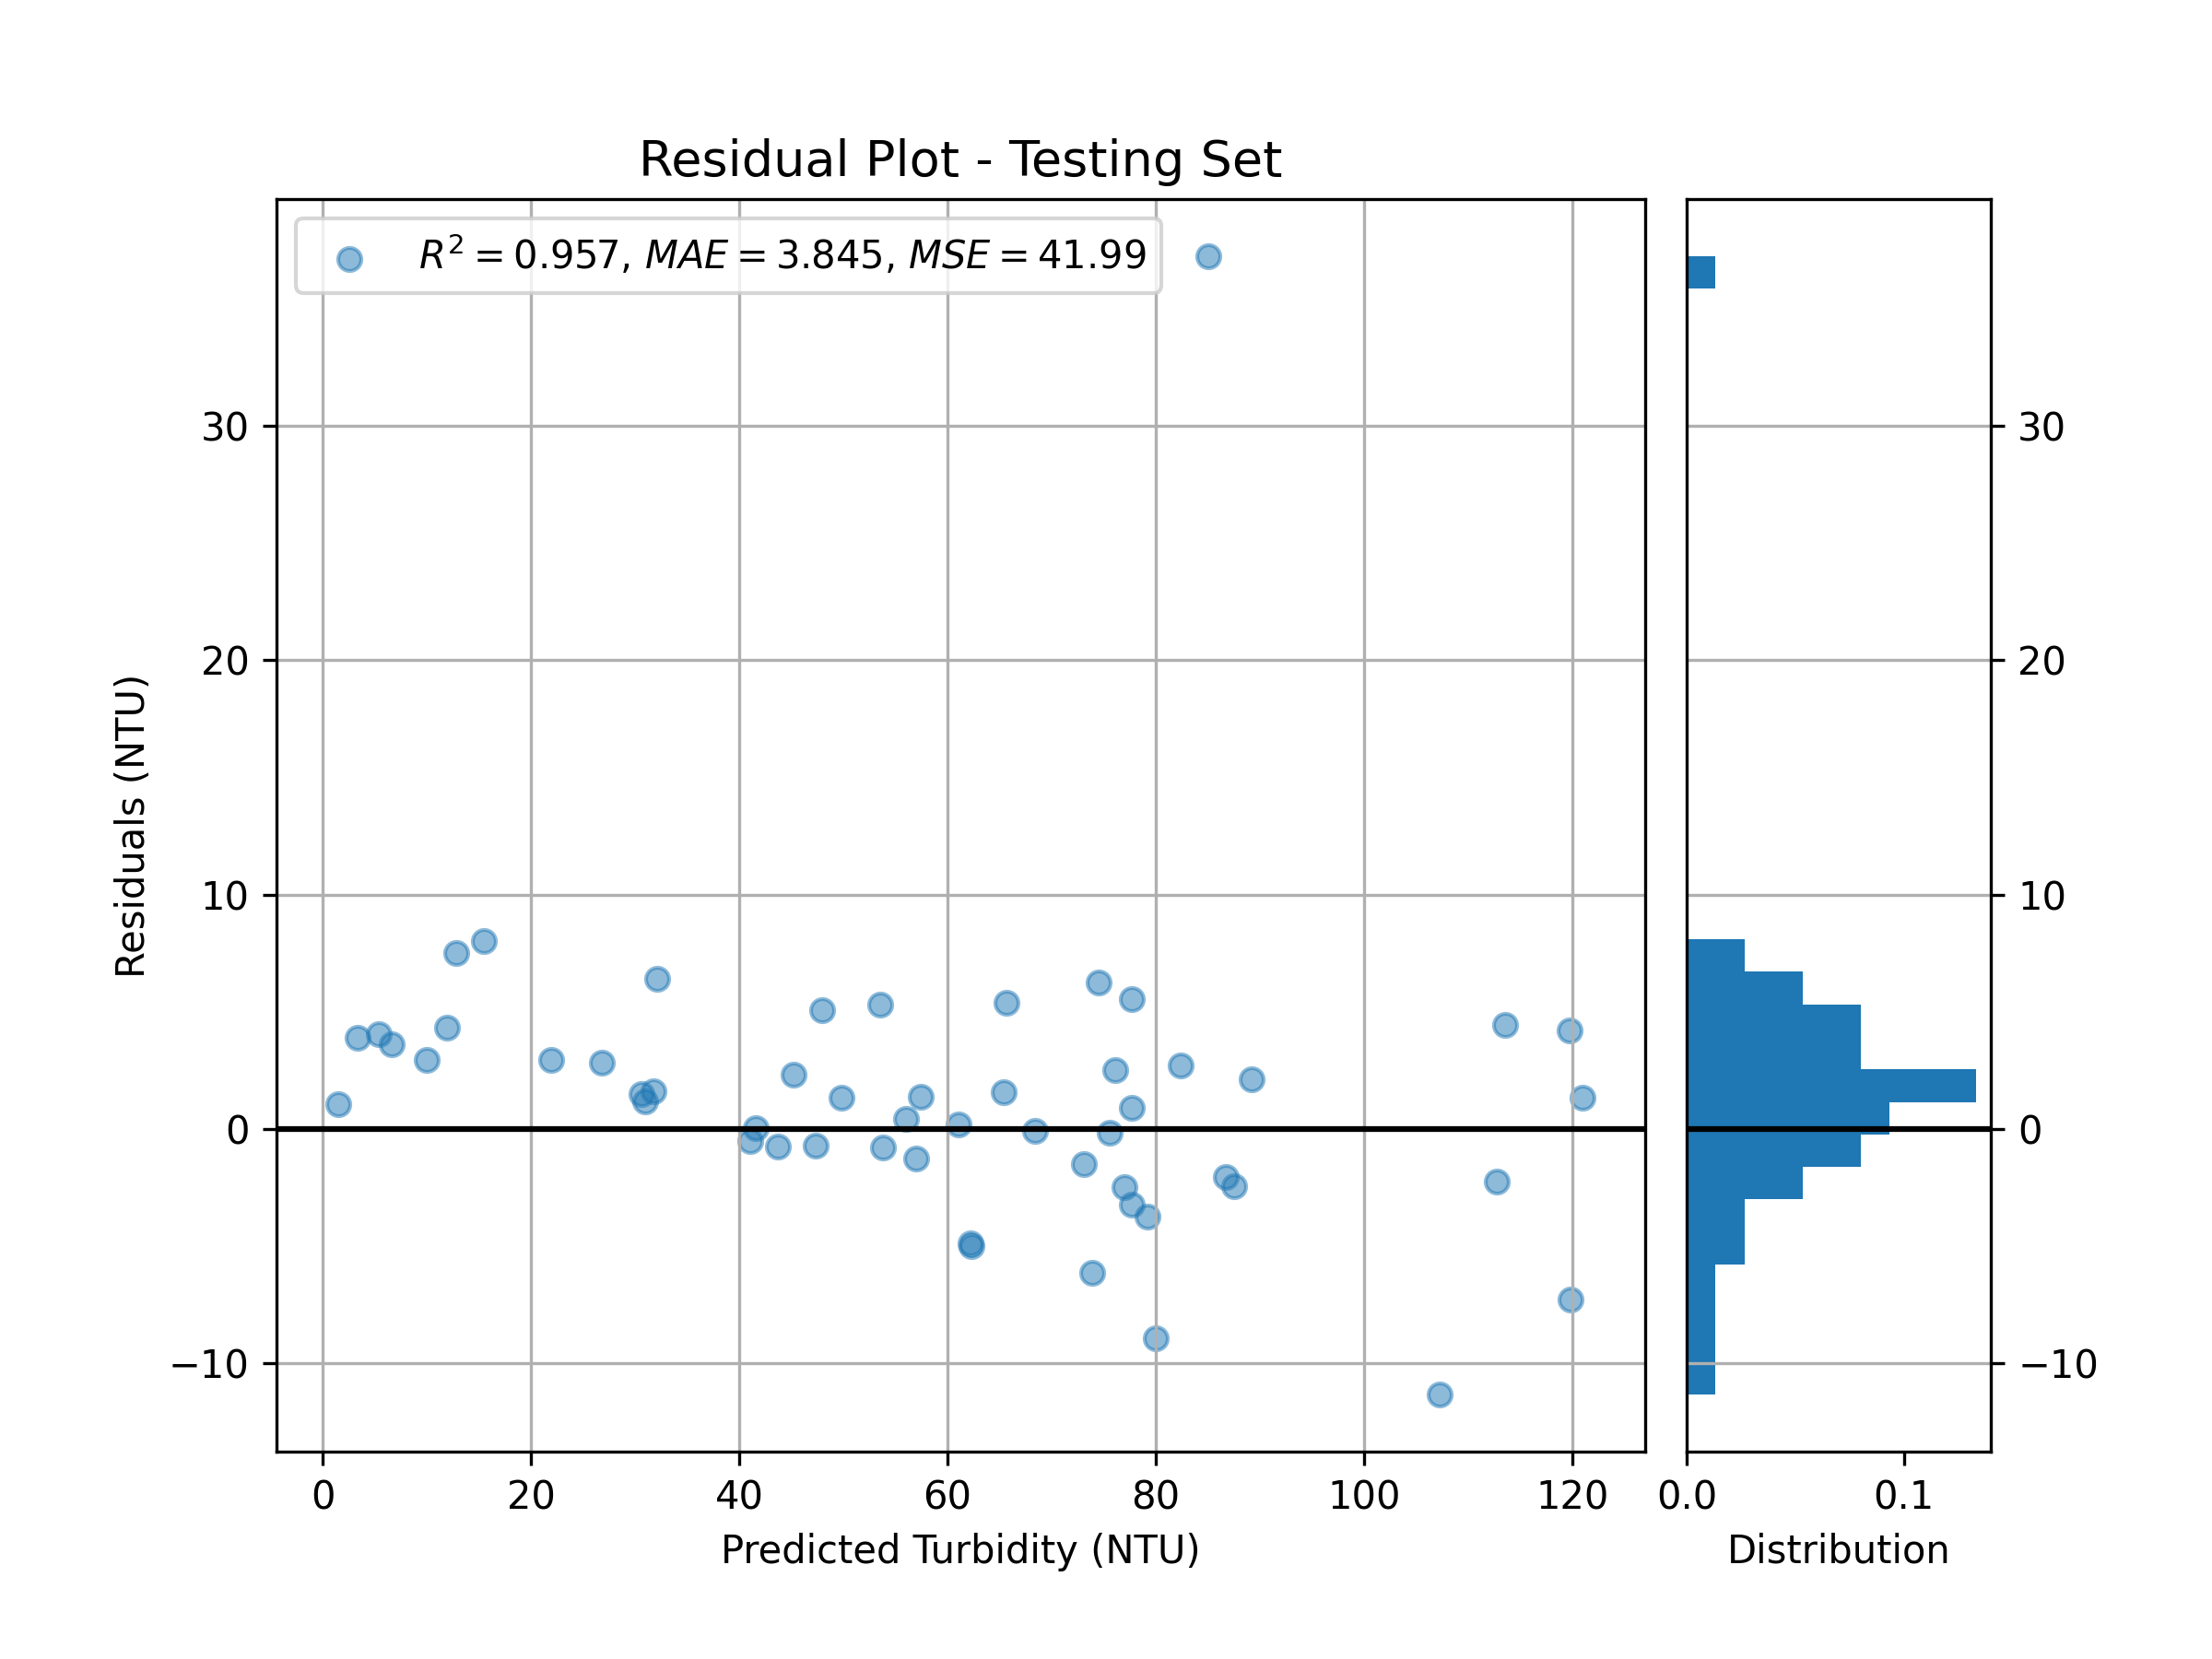 Residual Plot - Testing Set
R² = 0.957, MAE = 3.845, MSE = 41.99
Residuals (NTU)
30
20
10
0
−10
0 20 40 60 80 100 120
Predicted Turbidity (NTU)
30
20
10
0
−10
0.0 0.1
Distribution